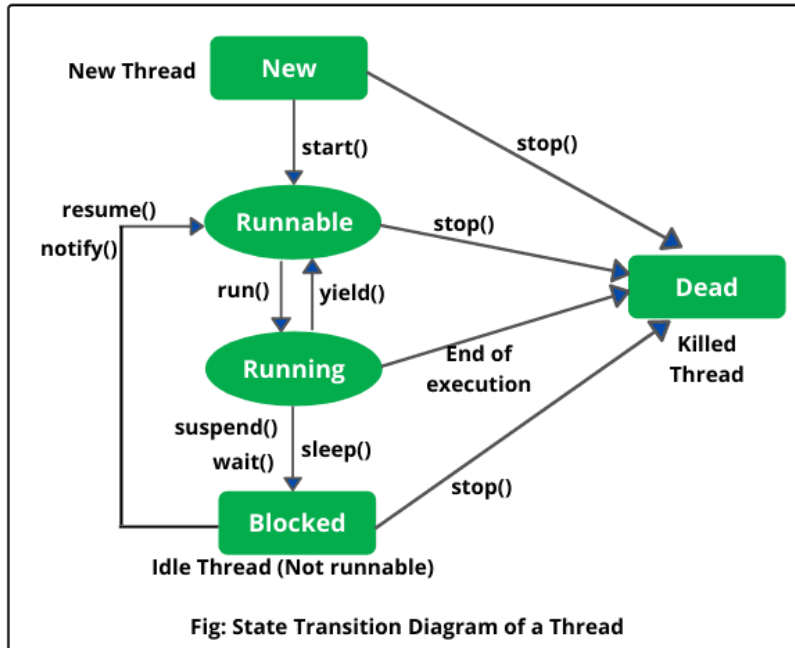 New Thread
New
start()
stop()
resume()
notify()
Runnable
stop()
run()
yield()
Dead
Killed
Thread
Running
End of
execution
suspend()
wait()
sleep()
stop()
Blocked
Idle Thread (Not runnable)
Fig: State Transition Diagram of a Thread